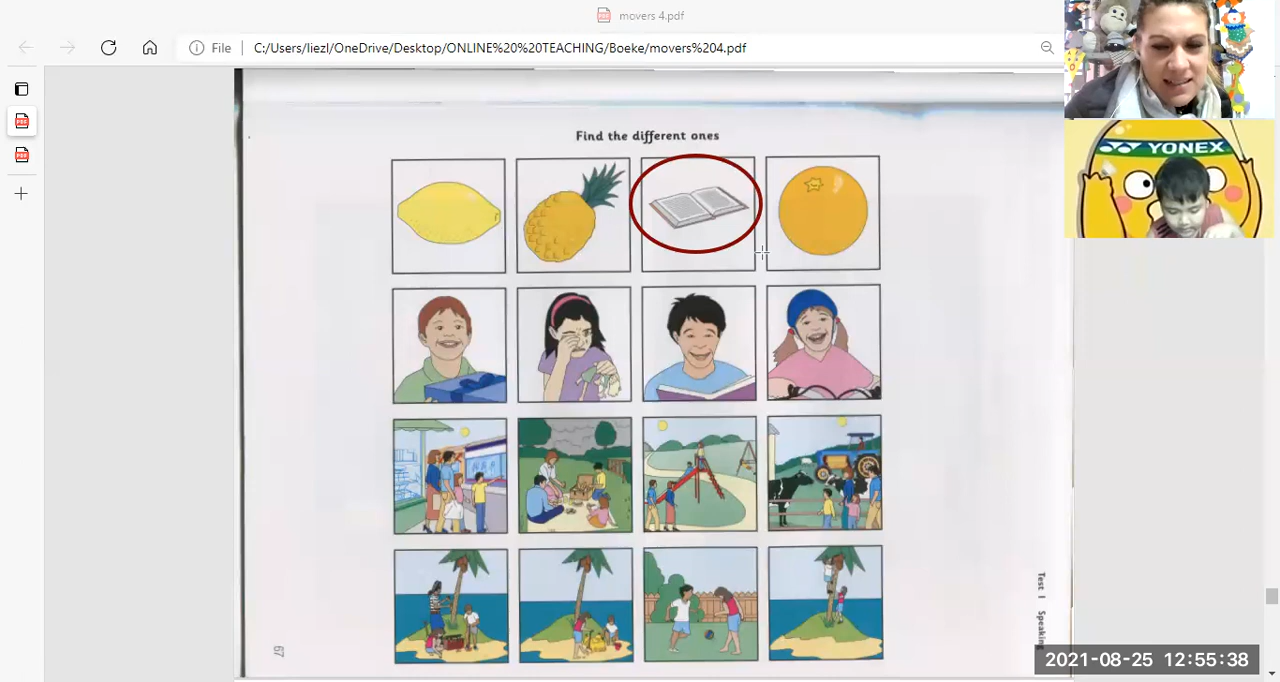 movers 4.pdf
File
C:/Users/liezl/OneDrive/Desktop/ONLINE%20%20TEACHING/Boeke/movers%204.pdf
YONEX
Find the different ones
Test 1 Speaking
67
2021-08-25 12:55:38